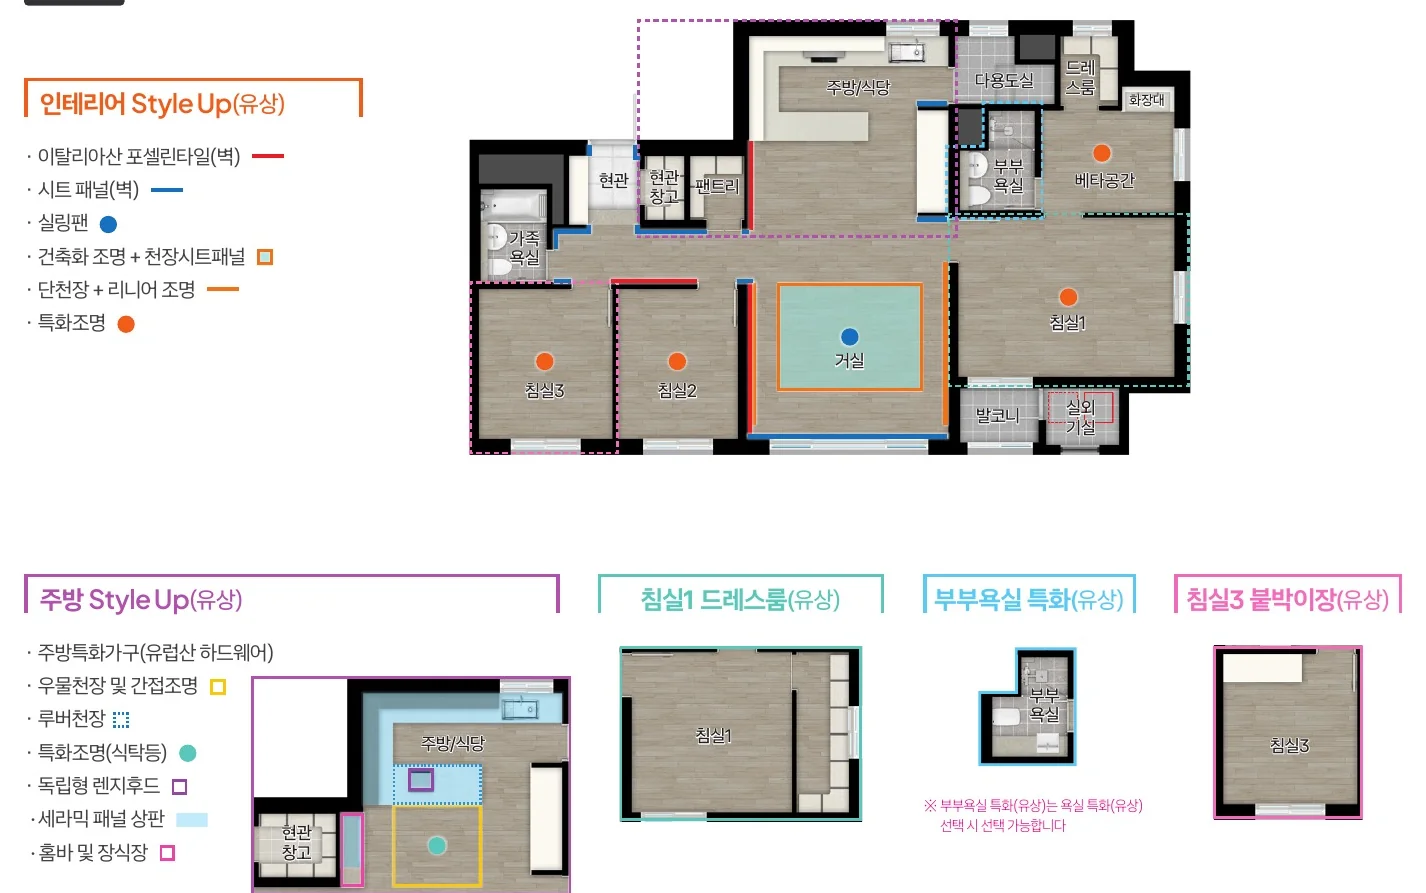 인테리어 Style Up(유상)
· 이탈리아산 포셀린타일(벽)
· 시트 패널(벽)
· 실링팬
· 건축화 조명 + 천장시트패널
· 단천장 + 리니어 조명
· 특화조명
주방/식당
다용도실
드레
스룸
화장대
현관
현관
창고
팬트리
부부
욕실
베타공간
가족
욕실
침실3
침실2
거실
침실1
발코니
실외
기실
주방 Style Up(유상)
· 주방특화가구(유럽산 하드웨어)
· 우물천장 및 간접조명
· 루버천장
· 특화조명(식탁등)
· 독립형 렌지후드
· 세라믹 패널 상판
· 홈바 및 장식장
주방/식당
현관
창고
침실1 드레스룸(유상)
침실1
부부욕실 특화(유상)
부부
욕실
※ 부부욕실 특화(유상)는 욕실 특화(유상)
선택 시 선택 가능합니다
침실3 붙박이장(유상)
침실3